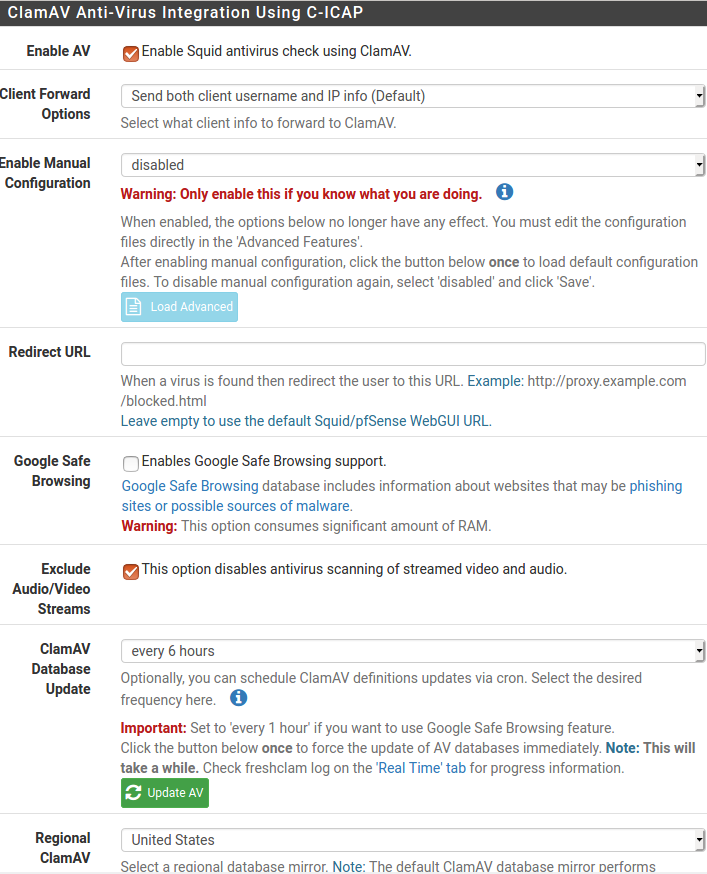 ClamAV Anti-Virus Integration Using C-ICAP
Enable AV
Enable Squid antivirus check using ClamAV.
Client Forward
Options
Send both client username and IP info (Default)
Select what client info to forward to ClamAV.
Enable Manual
Configuration
disabled
Warning: Only enable this if you know what you are doing.
When enabled, the options below no longer have any effect. You must edit the configuration
files directly in the 'Advanced Features'.
After enabling manual configuration, click the button below once to load default configuration
files. To disable manual configuration again, select 'disabled' and click 'Save'.
Load Advanced
Redirect URL
When a virus is found then redirect the user to this URL. Example: http://proxy.example.com
/blocked.html
Leave empty to use the default Squid/pfSense WebGUI URL.
Google Safe
Browsing
Enables Google Safe Browsing support.
Google Safe Browsing database includes information about websites that may be phishing
sites or possible sources of malware.
Warning: This option consumes significant amount of RAM.
Exclude
Audio/Video
Streams
This option disables antivirus scanning of streamed video and audio.
ClamAV
Database
Update
every 6 hours
Optionally, you can schedule ClamAV definitions updates via cron. Select the desired
frequency here.
Important: Set to 'every 1 hour' if you want to use Google Safe Browsing feature.
Click the button below once to force the update of AV databases immediately. Note: This will
take a while. Check freshclam log on the 'Real Time' tab for progress information.
Update AV
Regional
ClamAV
United States
Select a regional database mirror. Note: The default ClamAV database mirror performs